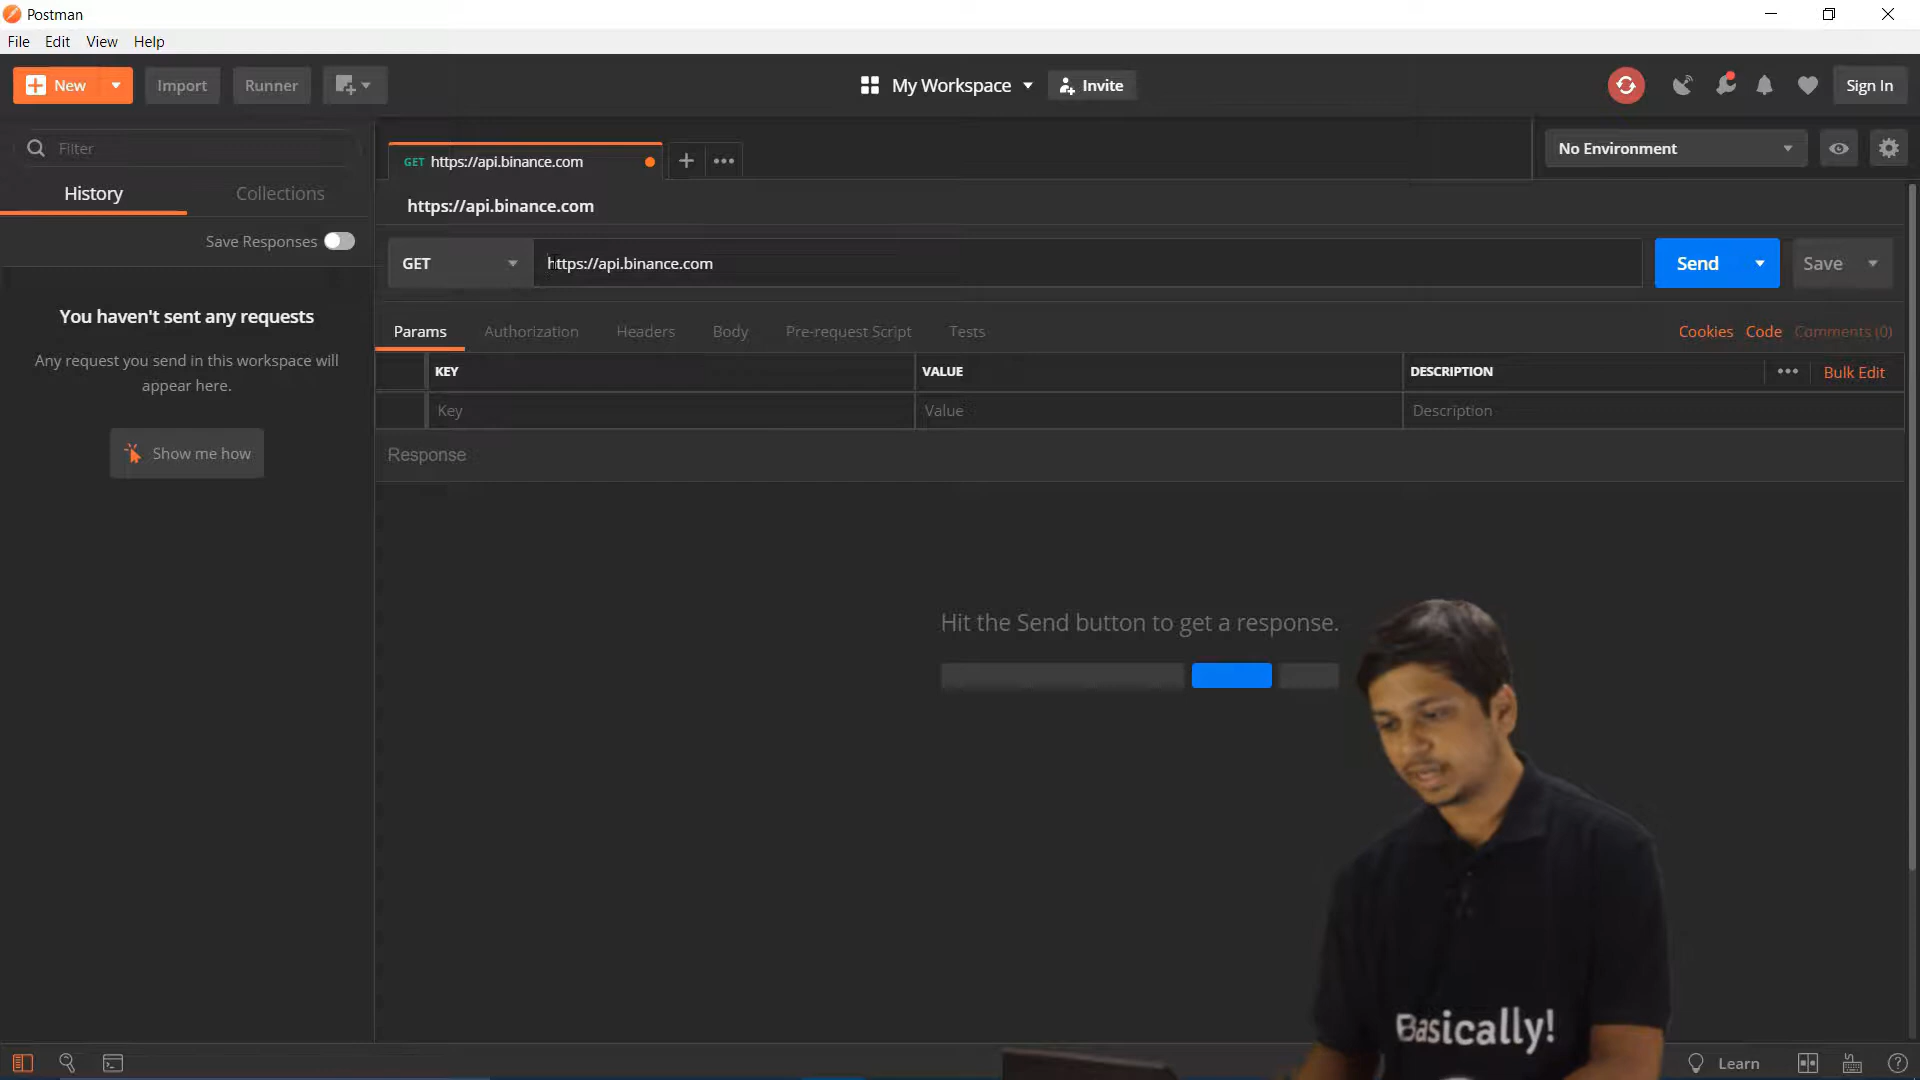 Postman
File Edit View Help
New Import Runner My Workspace Invite Sign In
Filter
History Collections
Save Responses
You haven't sent any requests
Any request you send in this workspace will
appear here.
Show me how
GET https://api.binance.com
No Environment
https://api.binance.com
GET https://api.binance.com Send Save
Params Authorization Headers Body Pre-request Script Tests Cookies Code Comments (0)
KEY VALUE DESCRIPTION Bulk Edit
Key Value Description
Response
Hit the Send button to get a response.
Basically!
Learn